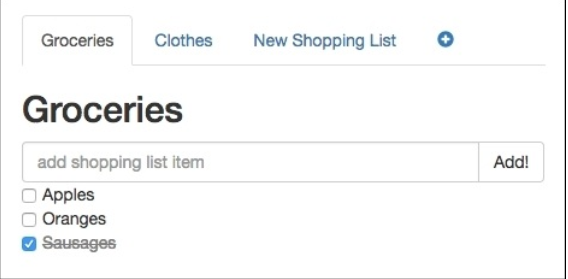 Groceries Clothes New Shopping List
Groceries
add shopping list item Add!
Apples
Oranges
Sausages